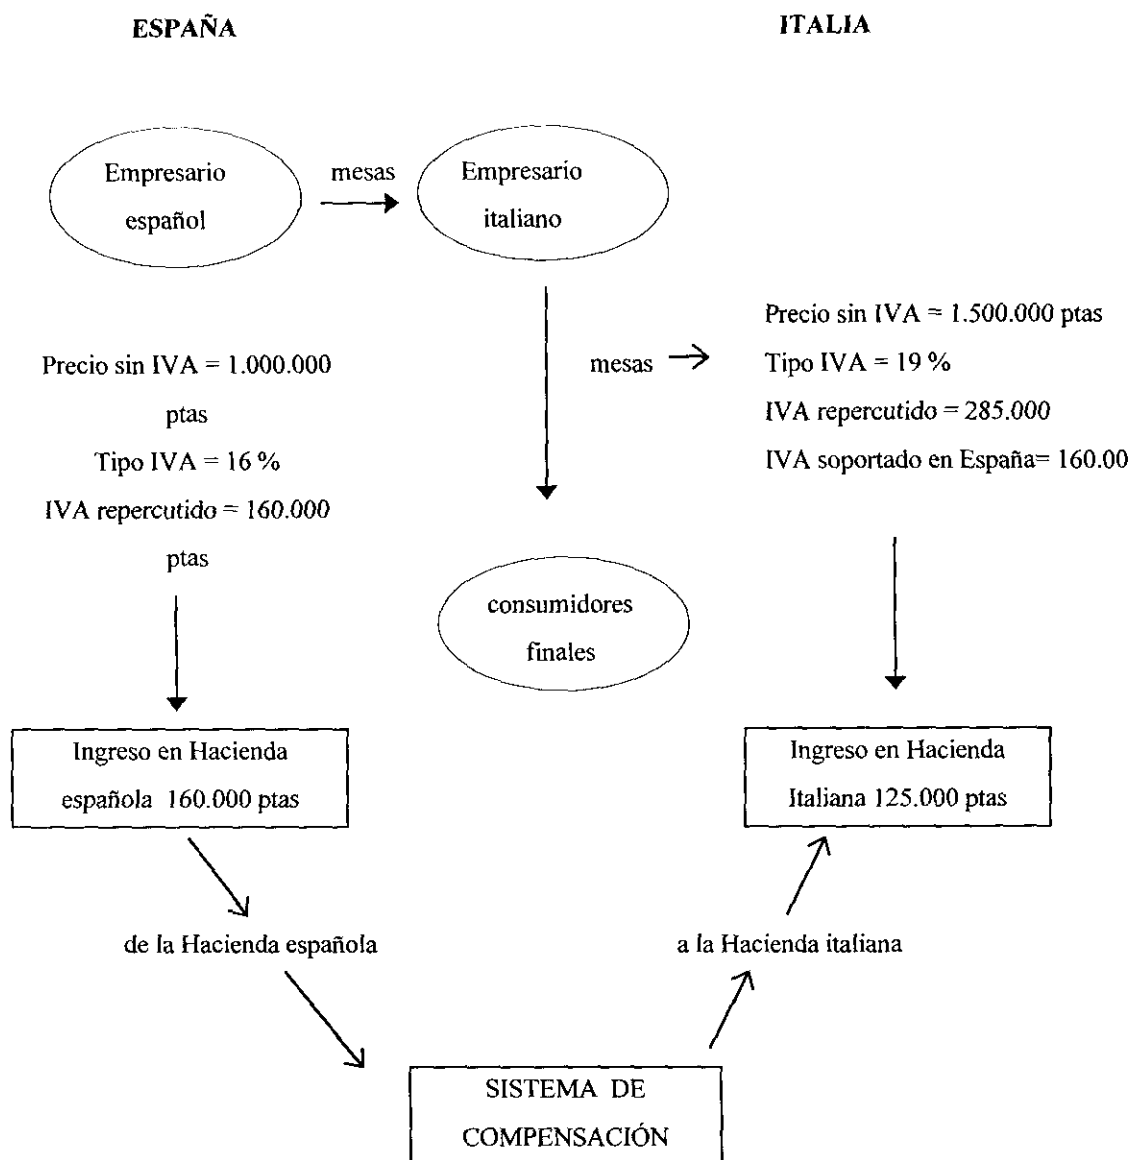 ESPAÑA
ITALIA
Empresario
español
mesas
Empresario
italiano
Precio sin IVA = 1.000.000
ptas
Tipo IVA = 16 %
IVA repercutido = 160.000
ptas
mesas
Precio sin IVA = 1.500.000 ptas
Tipo IVA = 19 %
IVA repercutido = 285.000
IVA soportado en España= 160.00
consumidores
finales
Ingreso en Hacienda
española 160.000 ptas
Ingreso en Hacienda
Italiana 125.000 ptas
de la Hacienda española
a la Hacienda italiana
SISTEMA DE
COMPENSACIÓN